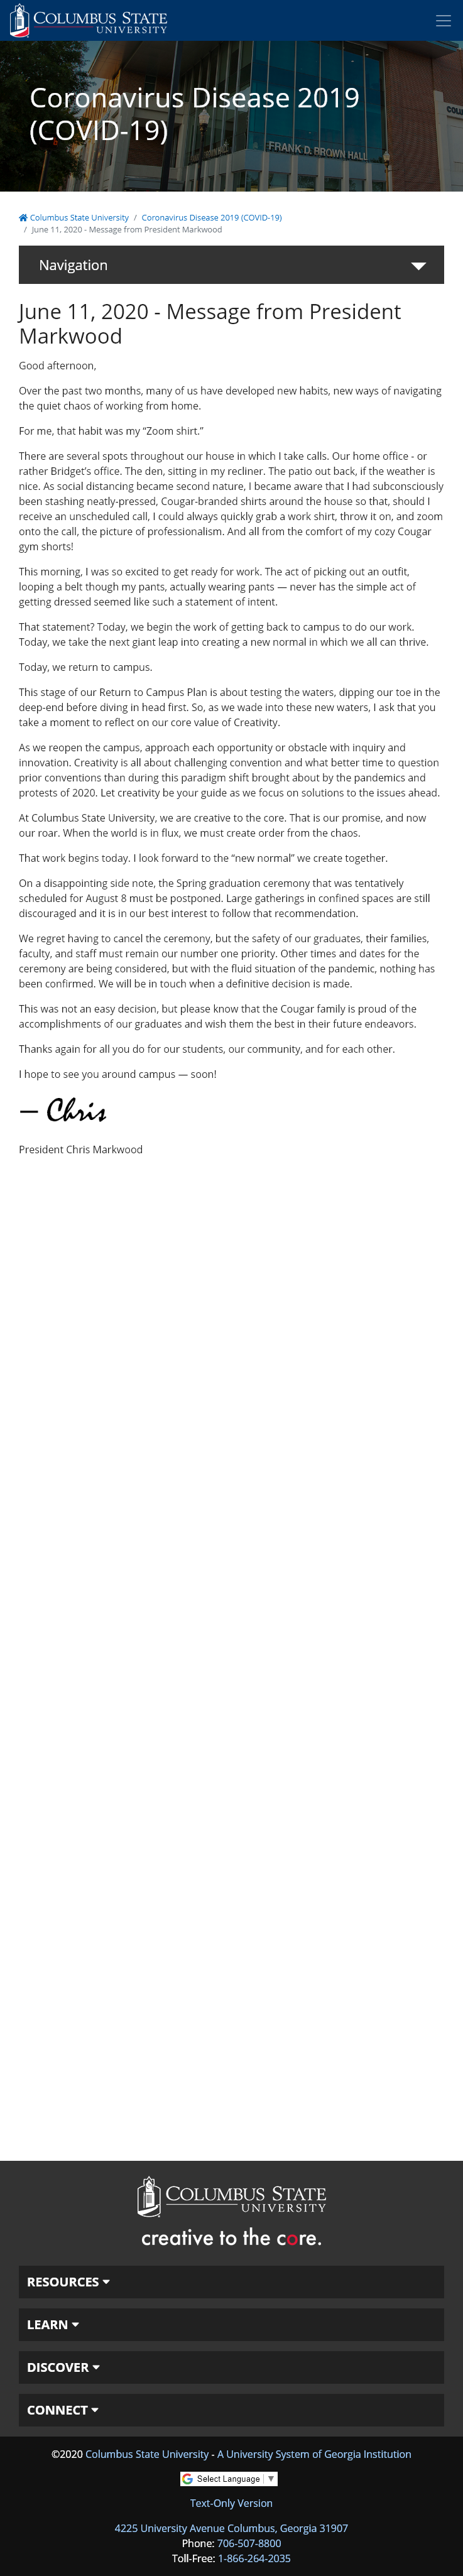 COLUMBUS STATE
UNIVERSITY
Coronavirus Disease 2019
(COVID-19)
FRANK D. BROWN HALL
Columbus State University / Coronavirus Disease 2019 (COVID-19)
/ June 11, 2020 - Message from President Markwood
Navigation
June 11, 2020 - Message from President
Markwood
Good afternoon,
Over the past two months, many of us have developed new habits, new ways of navigating
the quiet chaos of working from home.
For me, that habit was my “Zoom shirt.”
There are several spots throughout our house in which I take calls. Our home office - or
rather Bridget’s office. The den, sitting in my recliner. The patio out back, if the weather is
nice. As social distancing became second nature, I became aware that I had subconsciously
been stashing neatly-pressed, Cougar-branded shirts around the house so that, should I
receive an unscheduled call, I could always quickly grab a work shirt, throw it on, and zoom
onto the call, the picture of professionalism. And all from the comfort of my cozy Cougar
gym shorts!
This morning, I was so excited to get ready for work. The act of picking out an outfit,
looping a belt though my pants, actually wearing pants — never has the simple act of
getting dressed seemed like such a statement of intent.
That statement? Today, we begin the work of getting back to campus to do our work.
Today, we take the next giant leap into creating a new normal in which we all can thrive.
Today, we return to campus.
This stage of our Return to Campus Plan is about testing the waters, dipping our toe in the
deep-end before diving in head first. So, as we wade into these new waters, I ask that you
take a moment to reflect on our core value of Creativity.
As we reopen the campus, approach each opportunity or obstacle with inquiry and
innovation. Creativity is all about challenging convention and what better time to question
prior conventions than during this paradigm shift brought about by the pandemics and
protests of 2020. Let creativity be your guide as we focus on solutions to the issues ahead.
At Columbus State University, we are creative to the core. That is our promise, and now
our roar. When the world is in flux, we must create order from the chaos.
That work begins today. I look forward to the “new normal” we create together.
On a disappointing side note, the Spring graduation ceremony that was tentatively
scheduled for August 8 must be postponed. Large gatherings in confined spaces are still
discouraged and it is in our best interest to follow that recommendation.
We regret having to cancel the ceremony, but the safety of our graduates, their families,
faculty, and staff must remain our number one priority. Other times and dates for the
ceremony are being considered, but with the fluid situation of the pandemic, nothing has
been confirmed. We will be in touch when a definitive decision is made.
This was not an easy decision, but please know that the Cougar family is proud of the
accomplishments of our graduates and wish them the best in their future endeavors.
Thanks again for all you do for our students, our community, and for each other.
I hope to see you around campus — soon!
— Chris
President Chris Markwood
COLUMBUS STATE
UNIVERSITY
creative to the core.
RESOURCES
LEARN
DISCOVER
CONNECT
©2020 Columbus State University - A University System of Georgia Institution
Select Language ▼
Text-Only Version
4225 University Avenue Columbus, Georgia 31907
Phone: 706-507-8800
Toll-Free: 1-866-264-2035